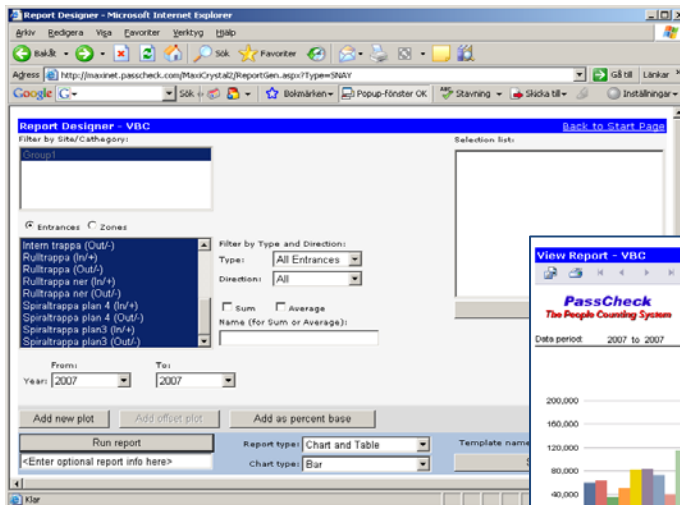 Report Designer - Microsoft Internet Explorer
Arkiv Redigera Visa Favoriter Verktyg Hjälp
Bakåt Sök Favoriter
Adress http://maxinet.passcheck.com/MaxiCrystal2/ReportGen.aspx?Type=SNAY Gå till Länkar
Google G Sök Bokmärken Popup-fönster OK Stavning Skicka till Inställningar
Report Designer - VBC Back to Start Page
Filter by Site/Cathegory: Selection list:
Group1
Entrances Zones
Intern trappa (Out/-)
Rulltrappa (In/+)
Rulltrappa (Out/-)
Rulltrappa ner (In/+)
Rulltrappa ner (Out/-)
Spiraltrappa plan 4 (In/+)
Spiraltrappa plan 4 (Out/-)
Spiraltrappa plan3 (In/+)
Spiraltrappa plan3 (Out/-)
Filter by Type and Direction:
Type: All Entrances
Direction: All
Sum Average
Name (for Sum or Average):
From: To:
Year: 2007 2007
Add new plot Add offset plot Add as percent base
Run report Report type: Chart and Table Template name
<Enter optional report info here> Chart type: Bar S
Klar
View Report - VBC
PassCheck
The People Counting System
Data period: 2007 to 2007
200,000
160,000
120,000
80,000
40,000